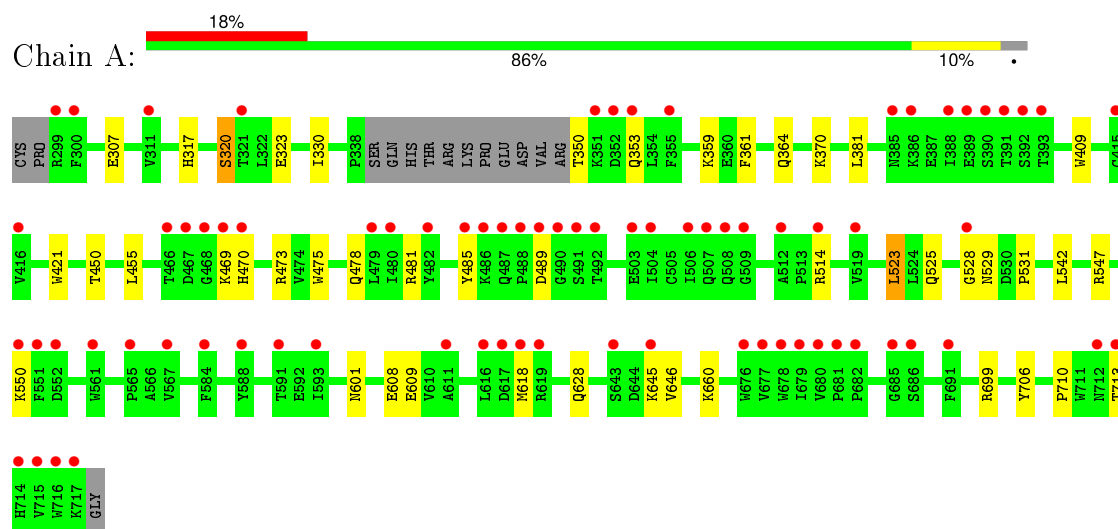 18%
Chain A:
86% 10% •
CYS PRO R299 F300 E307 V311 H317 S320 T321 L322 E323 I330 P338 SER GLN HIS THR ARG LYS PRO GLU ASP VAL ARG T350 K351 D352 Q353 L354 F355 K359 E360 F361 Q364 K370 L381 N385 K386 E387 I388 E389 S390 T391 S392 T393 W409 G415
V416 W421 T450 L455 T466 D467 G468 K469 H470 R473 V474 W475 Q478 L479 I480 R481 Y482 Y485 K486 Q487 P488 D489 G490 S491 T492 E503 I504 C505 I506 Q507 Q508 G509 A512 P513 R514 V519 L523 L524 Q525 G528 N529 D530 P531 L542 R547
K550 F551 D552 W561 P565 A566 V567 F584 Y588 T591 E592 I593 N601 E608 E609 V610 A611 L616 D617 M618 R619 Q628 S643 D644 K645 V646 K660 W676 V677 W678 I679 V680 P681 P682 G685 S686 F691 R699 Y706 P710 W711 N712 T713
H714 V715 W716 K717 GLY